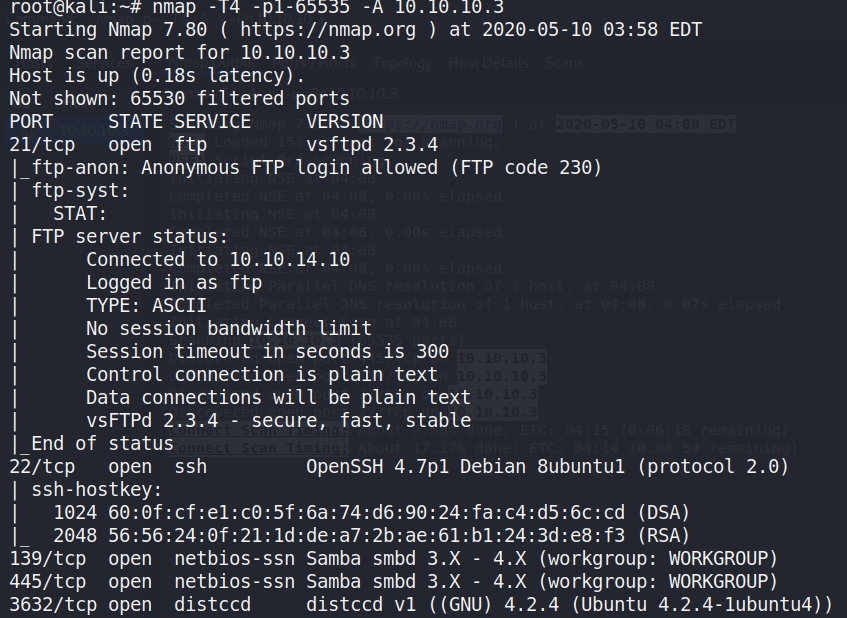 root@kali:~# nmap -T4 -p1-65535 -A 10.10.10.3
Starting Nmap 7.80 ( https://nmap.org ) at 2020-05-10 03:58 EDT
Nmap scan report for 10.10.10.3
Host is up (0.18s latency).
Not shown: 65530 filtered ports
PORT     STATE SERVICE     VERSION
21/tcp   open  ftp         vsftpd 2.3.4
|_ftp-anon: Anonymous FTP login allowed (FTP code 230)
| ftp-syst:
|   STAT:
| FTP server status:
|      Connected to 10.10.14.10
|      Logged in as ftp
|      TYPE: ASCII
|      No session bandwidth limit
|      Session timeout in seconds is 300
|      Control connection is plain text
|      Data connections will be plain text
|      vsFTPd 2.3.4 - secure, fast, stable
|_End of status
22/tcp   open  ssh         OpenSSH 4.7p1 Debian 8ubuntu1 (protocol 2.0)
| ssh-hostkey:
|   1024 60:0f:cf:e1:c0:5f:6a:74:d6:90:24:fa:c4:d5:6c:cd (DSA)
|_  2048 56:56:24:0f:21:1d:de:a7:2b:ae:61:b1:24:3d:e8:f3 (RSA)
139/tcp  open  netbios-ssn Samba smbd 3.X - 4.X (workgroup: WORKGROUP)
445/tcp  open  netbios-ssn Samba smbd 3.X - 4.X (workgroup: WORKGROUP)
3632/tcp open  distccd     distccd v1 ((GNU) 4.2.4 (Ubuntu 4.2.4-1ubuntu4))